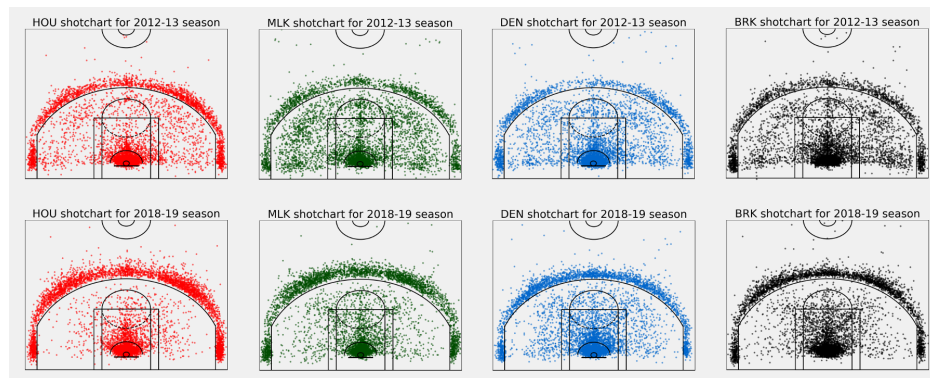 HOU shotchart for 2012-13 season
MLK shotchart for 2012-13 season
DEN shotchart for 2012-13 season
BRK shotchart for 2012-13 season
HOU shotchart for 2018-19 season
MLK shotchart for 2018-19 season
DEN shotchart for 2018-19 season
BRK shotchart for 2018-19 season